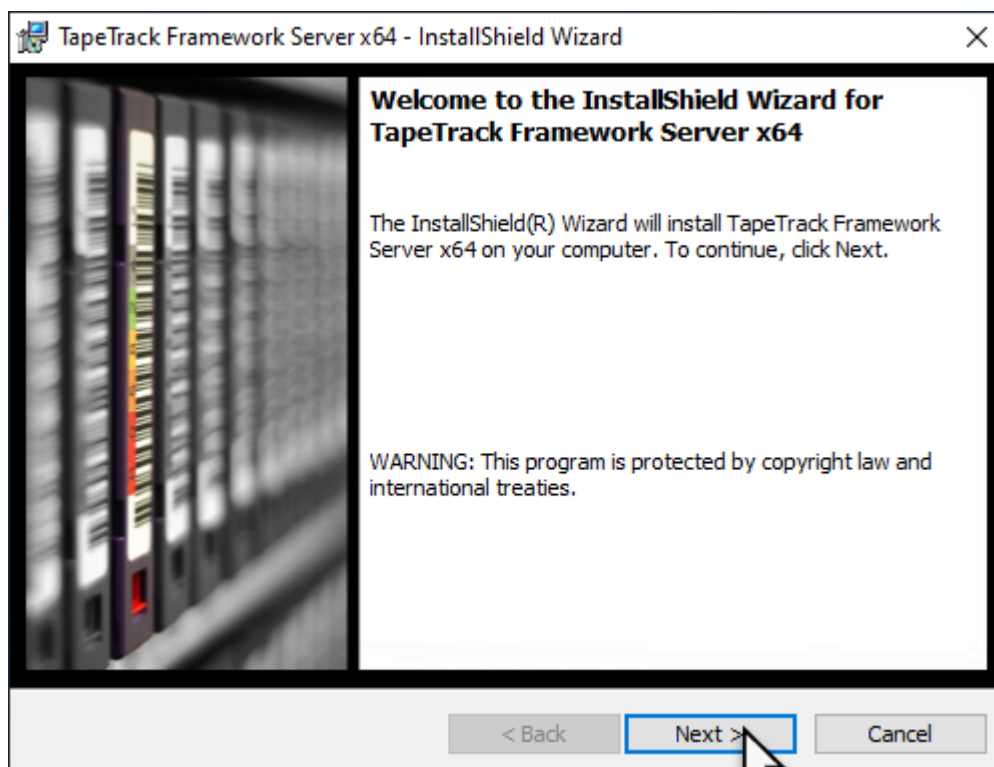 TapeTrack Framework Server x64 - InstallShield Wizard
Welcome to the InstallShield Wizard for
TapeTrack Framework Server x64
The InstallShield(R) Wizard will install TapeTrack Framework
Server x64 on your computer. To continue, click Next.
WARNING: This program is protected by copyright law and
international treaties.
< Back
Next >
Cancel